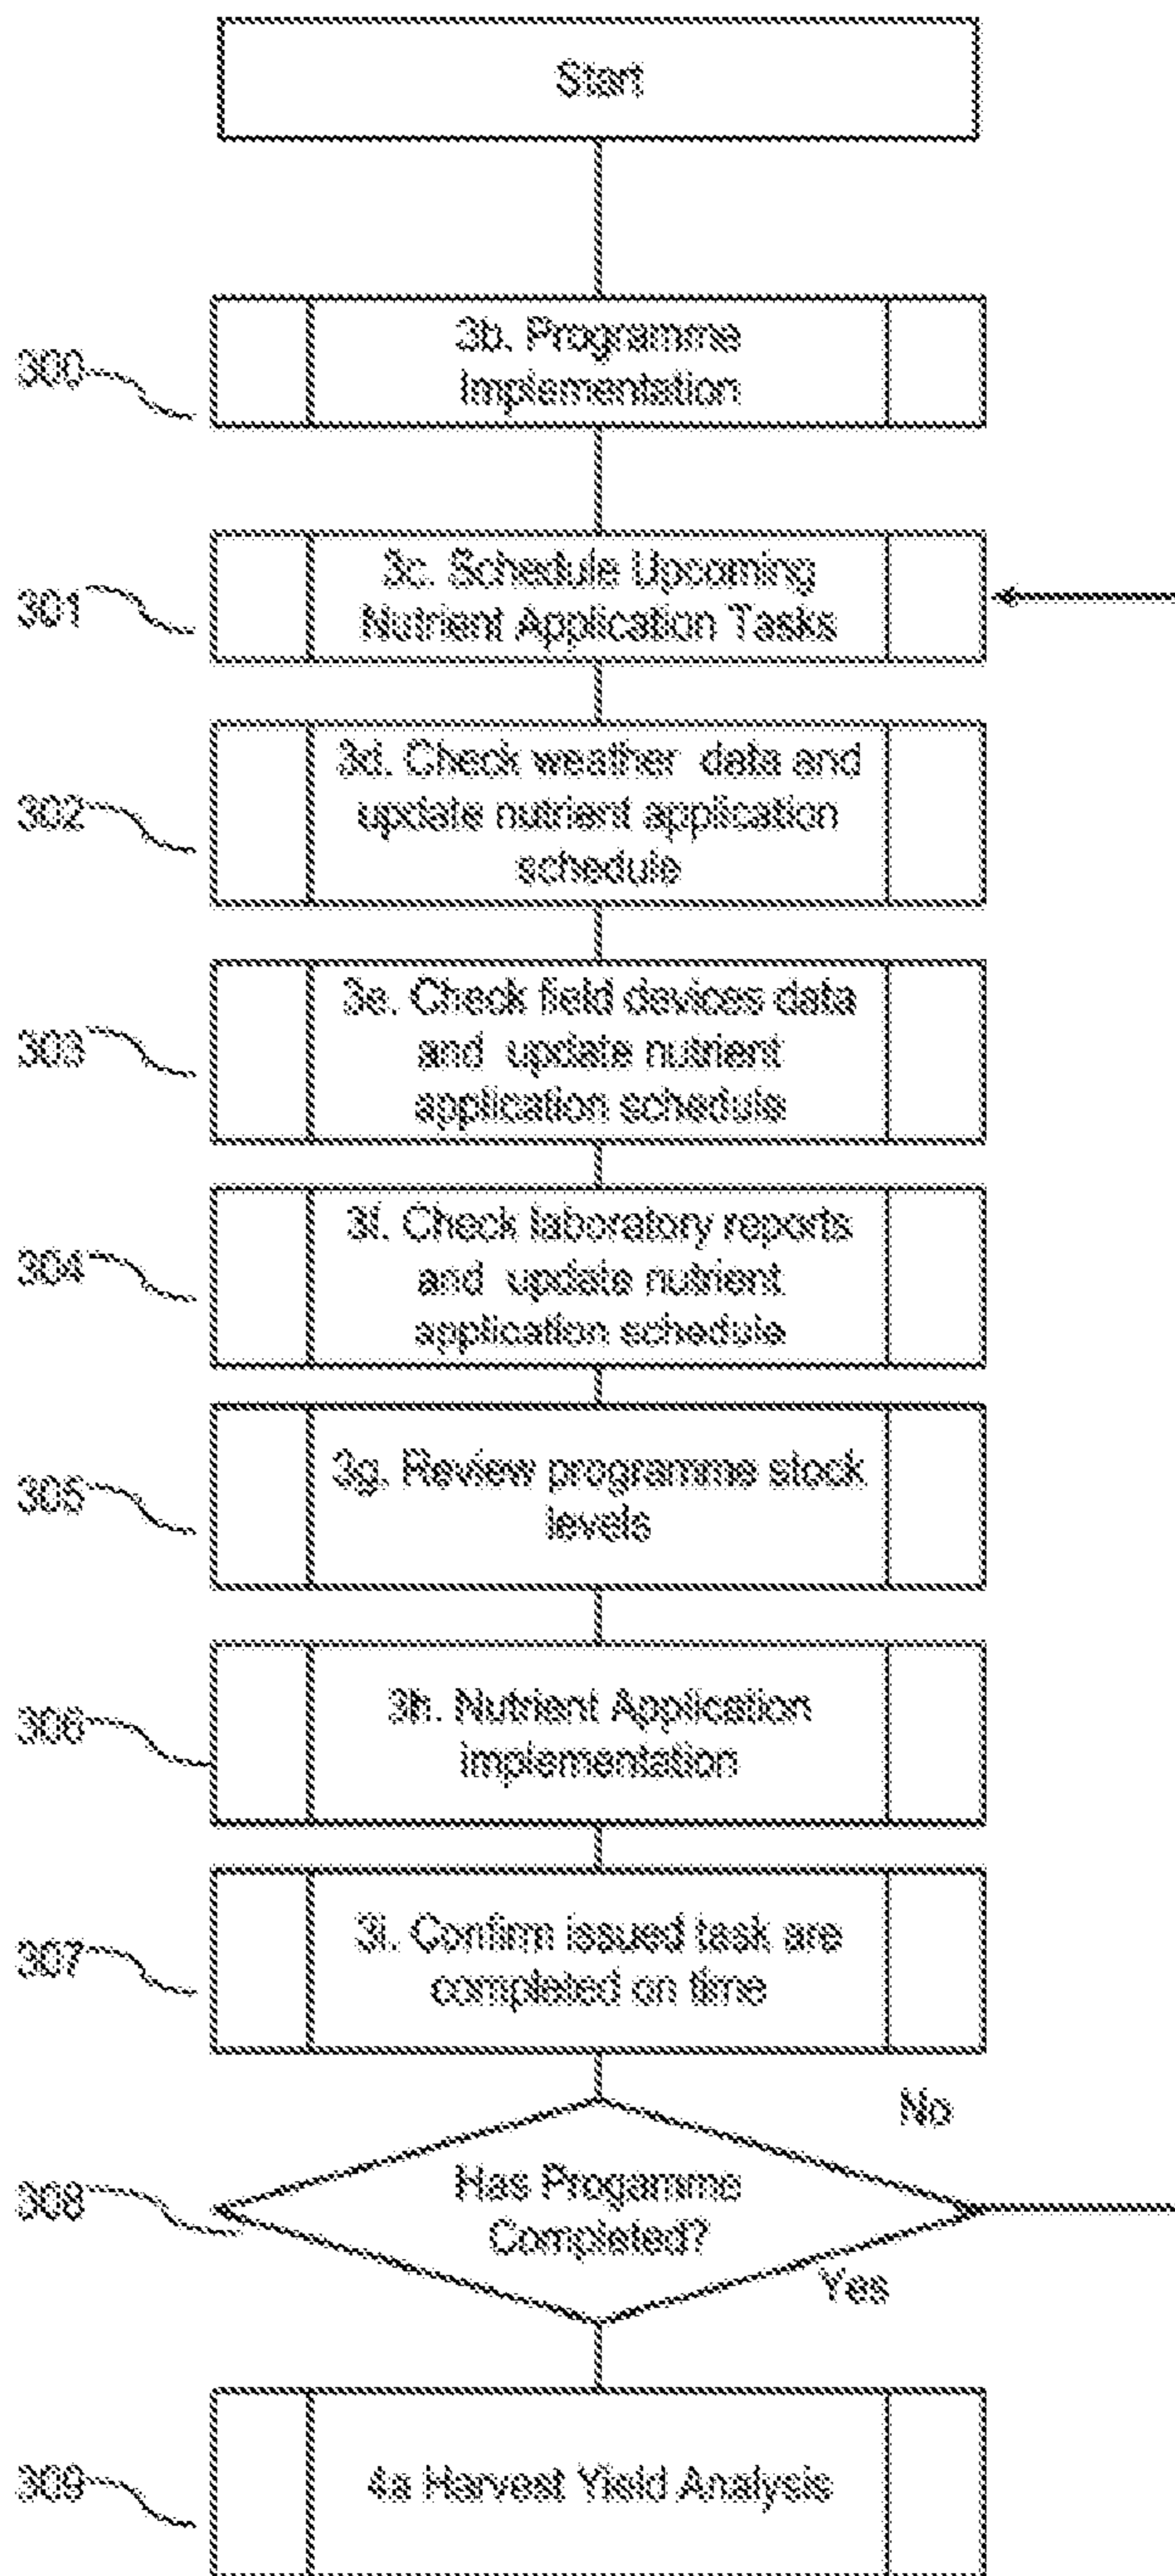 Start
300
3b. Programme
Implementation
301
3c. Schedule Upcoming
Nutrient Application Tasks
302
3d. Check weather data and
update nutrient application
schedule
303
3e. Check field devices data
and update nutrient
application schedule
304
3f. Check laboratory reports
and update nutrient
application schedule
305
3g. Review programme stock
levels
306
3h. Nutrient Application
Implementation
307
3i. Confirm issued task are
completed on time
No
308
Has Progamme
Completed?
Yes
309
4a Harvest Yield Analysis